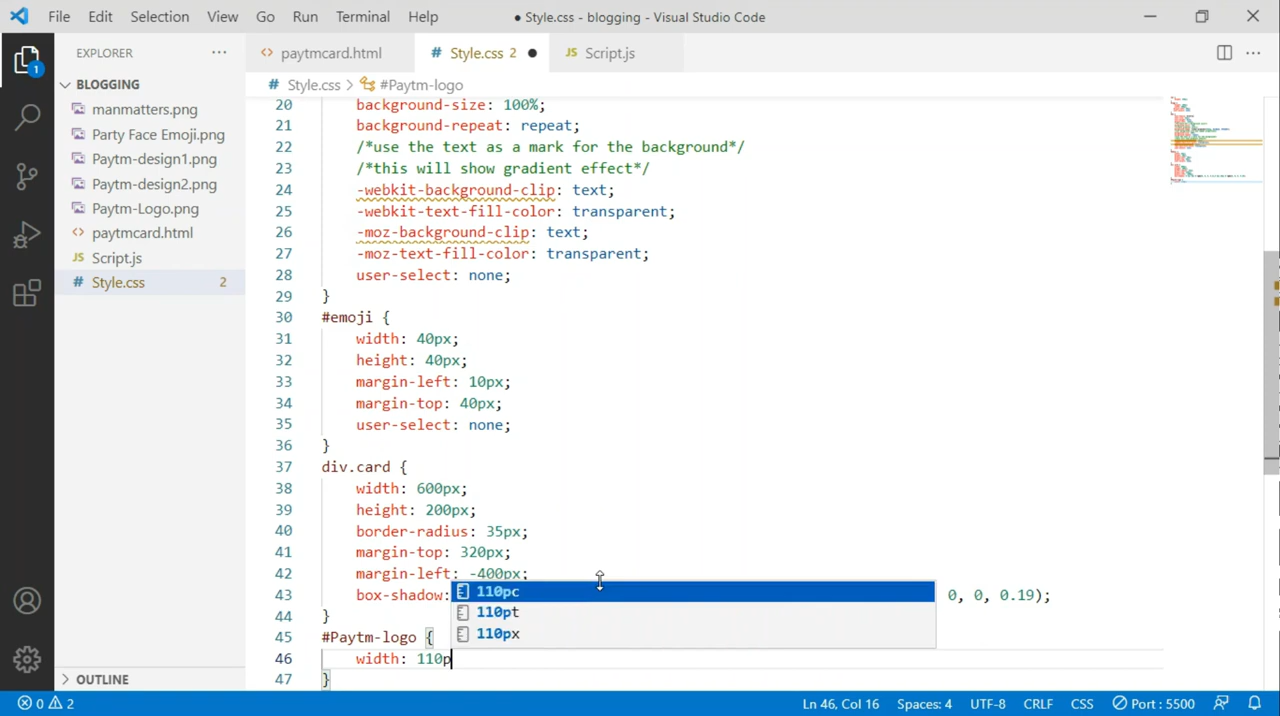 File Edit Selection View Go Run Terminal Help ● Style.css - blogging - Visual Studio Code
EXPLORER ···
<> paytmcard.html # Style.css 2 ● JS Script.js ···
1
BLOGGING
# Style.css > #Paytm-logo
manmatters.png
Party Face Emoji.png
Paytm-design1.png
Paytm-design2.png
Paytm-Logo.png
<> paytmcard.html
JS Script.js
# Style.css 2
20 background-size: 100%;
21 background-repeat: repeat;
22 /*use the text as a mark for the background*/
23 /*this will show gradient effect*/
24 -webkit-background-clip: text;
25 -webkit-text-fill-color: transparent;
26 -moz-background-clip: text;
27 -moz-text-fill-color: transparent;
28 user-select: none;
29 }
30 #emoji {
31 width: 40px;
32 height: 40px;
33 margin-left: 10px;
34 margin-top: 40px;
35 user-select: none;
36 }
37 div.card {
38 width: 600px;
39 height: 200px;
40 border-radius: 35px;
41 margin-top: 320px;
42 margin-left: -400px;
43 box-shadow: 0, 0, 0.19);
44 }
45 #Paytm-logo {
46 width: 110p
47 }
110pc
110pt
110px
OUTLINE
0 2 Ln 46, Col 16 Spaces: 4 UTF-8 CRLF CSS Port : 5500